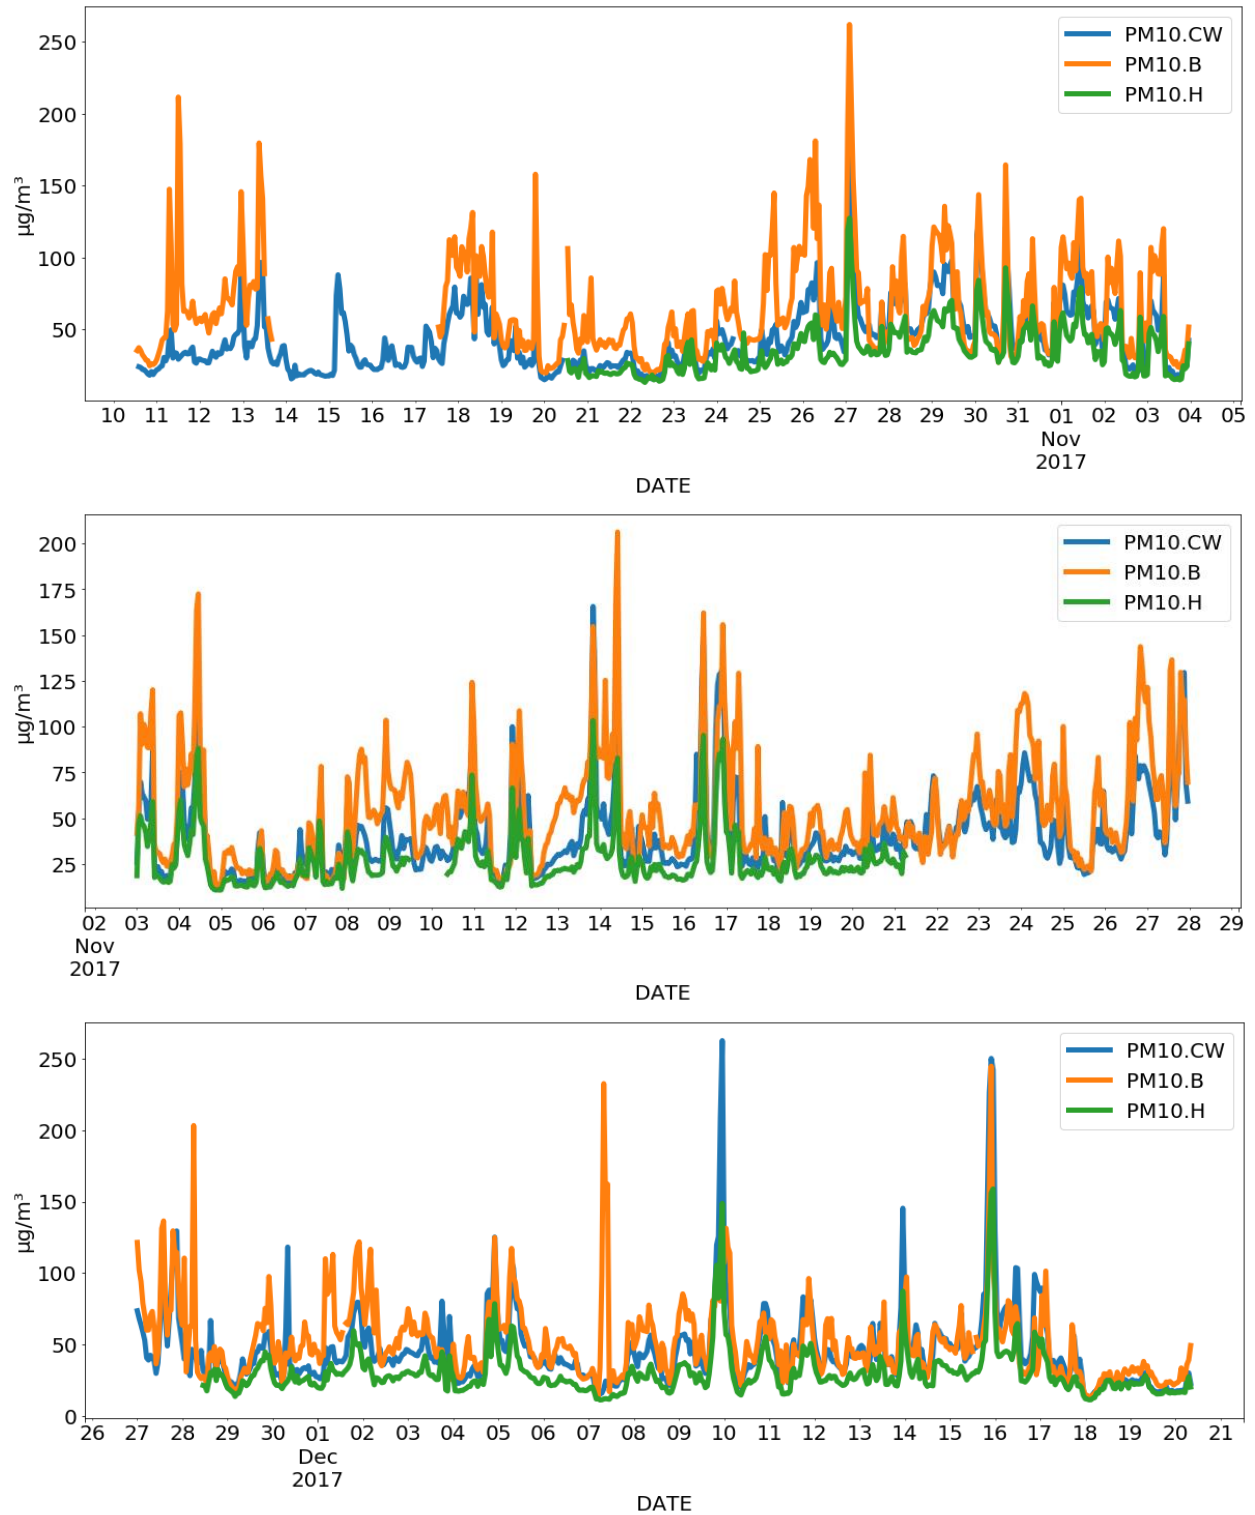 250
200
150
100
50
µg/m³
PM10.CW
PM10.B
PM10.H
10 11 12 13 14 15 16 17 18 19 20 21 22 23 24 25 26 27 28 29 30 31 01 02 03 04 05
Nov
2017
DATE
200
175
150
125
100
75
50
25
µg/m³
PM10.CW
PM10.B
PM10.H
02 03 04 05 06 07 08 09 10 11 12 13 14 15 16 17 18 19 20 21 22 23 24 25 26 27 28 29
Nov
2017
DATE
250
200
150
100
50
0
µg/m³
PM10.CW
PM10.B
PM10.H
26 27 28 29 30 01 02 03 04 05 06 07 08 09 10 11 12 13 14 15 16 17 18 19 20 21
Dec
2017
DATE